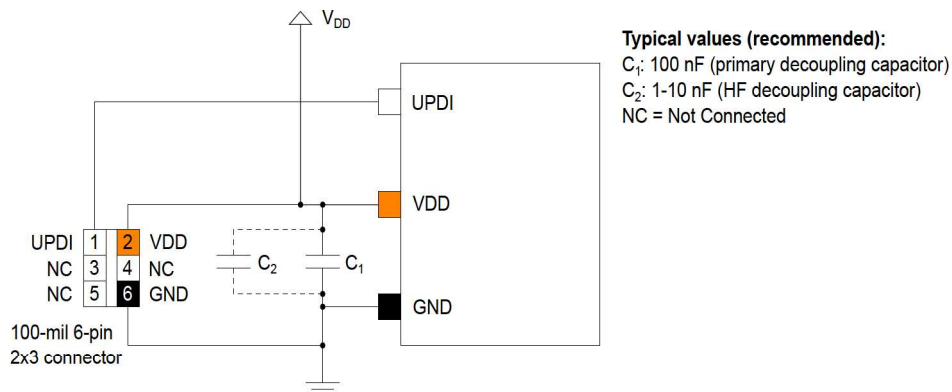 V_DD
Typical values (recommended):
C₁: 100 nF (primary decoupling capacitor)
C₂: 1-10 nF (HF decoupling capacitor)
NC = Not Connected
UPDI
VDD
UPDI 1 2 VDD
NC 3 4 NC
NC 5 6 GND
C₂
C₁
GND
100-mil 6-pin
2x3 connector